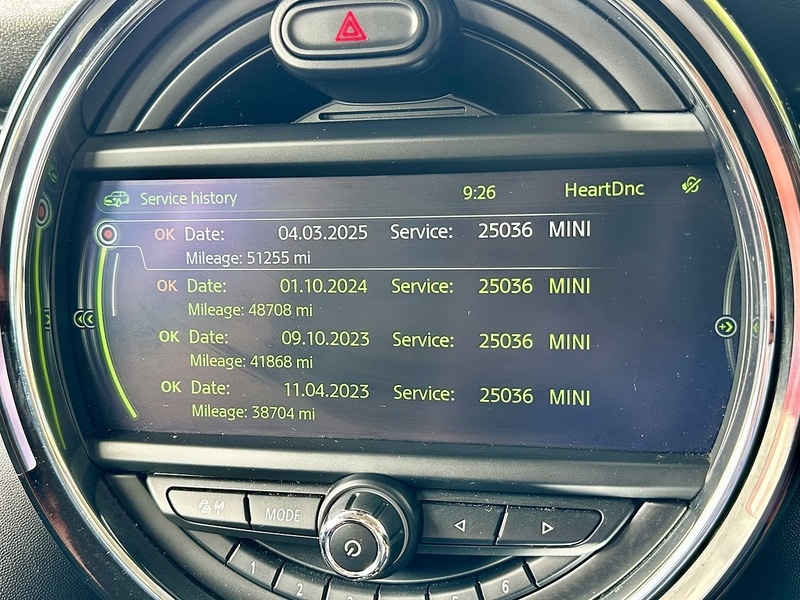 Service history 9:26 HeartDnc
OK Date: 04.03.2025 Service: 25036 MINI
Mileage: 51255 mi
OK Date: 01.10.2024 Service: 25036 MINI
Mileage: 48708 mi
OK Date: 09.10.2023 Service: 25036 MINI
Mileage: 41868 mi
OK Date: 11.04.2023 Service: 25036 MINI
Mileage: 38704 mi
MODE
1 2 6